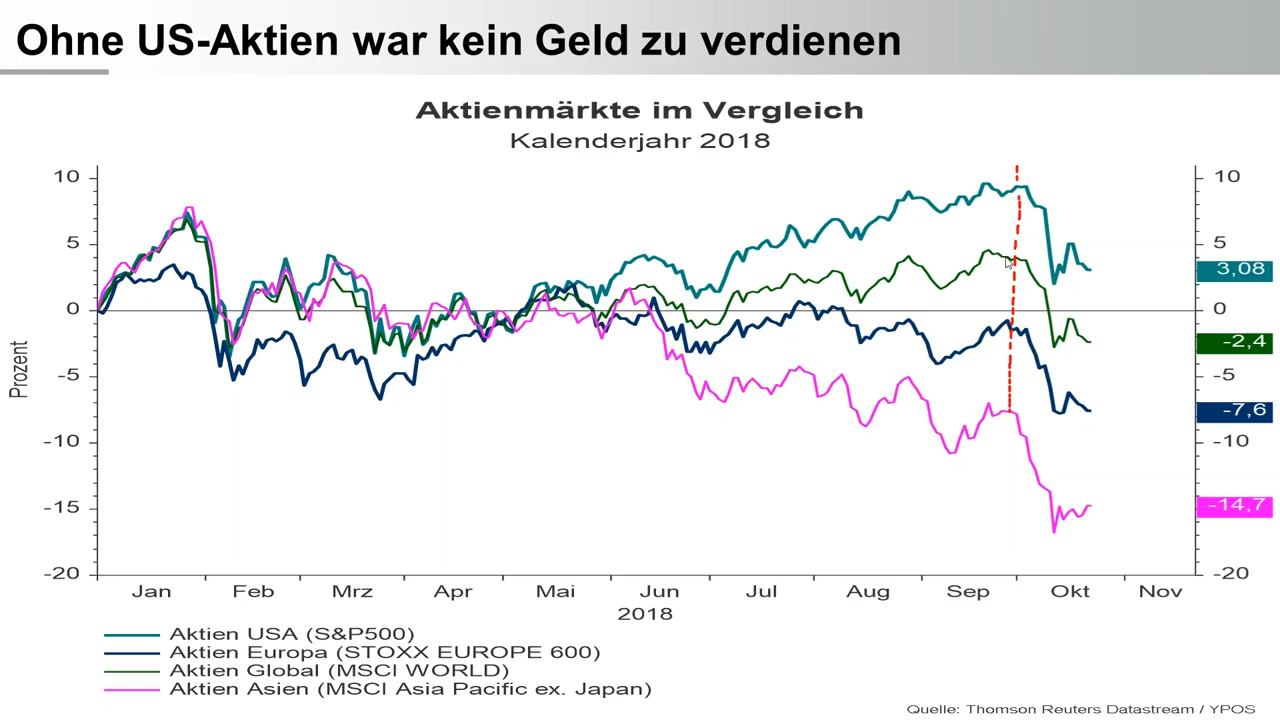 Ohne US-Aktien war kein Geld zu verdienen
Aktienmärkte im Vergleich
Kalenderjahr 2018
Prozent
10
5
0
-5
-10
-15
-20
10
5
0
-5
-10
-20
3,08
-2,4
-7,6
-14,7
Jan Feb Mrz Apr Mai Jun Jul Aug Sep Okt Nov
2018
Aktien USA (S&P500)
Aktien Europa (STOXX EUROPE 600)
Aktien Global (MSCI WORLD)
Aktien Asien (MSCI Asia Pacific ex. Japan)
Quelle: Thomson Reuters Datastream / YPOS